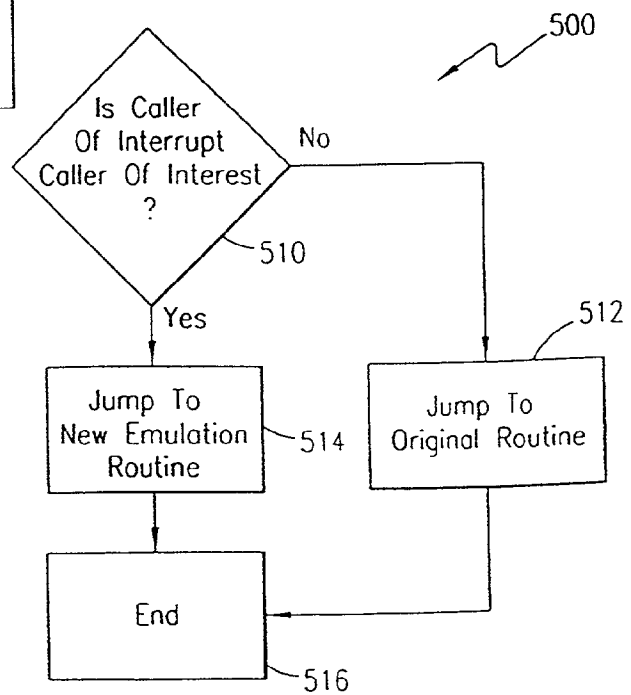 500
Is Caller
Of Interrupt
Caller Of Interest
?
No
510
Yes
512
Jump To
New Emulation
Routine
514
Jump To
Original Routine
End
516